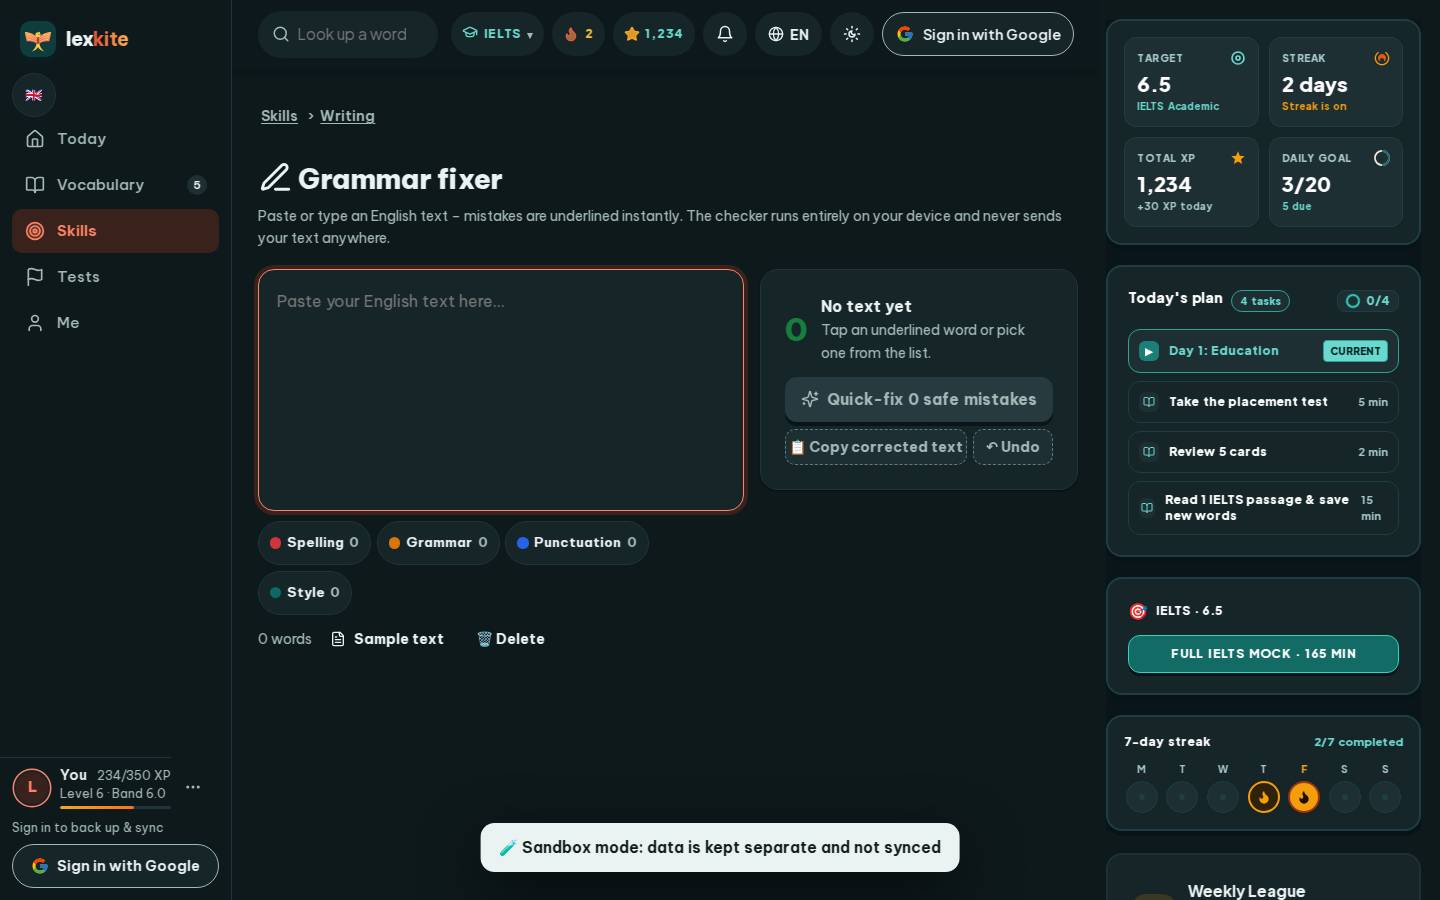 lexkite
Today
Vocabulary 5
Skills
Tests
Me
L
You 234/350 XP
Level 6 · Band 6.0
Sign in to back up & sync
Sign in with Google
Look up a word
IELTS
2
1,234
EN
Sign in with Google
Skills › Writing
Grammar fixer
Paste or type an English text – mistakes are underlined instantly. The checker runs entirely on your device and never sends
your text anywhere.
Paste your English text here...
0
No text yet
Tap an underlined word or pick
one from the list.
Quick-fix 0 safe mistakes
Copy corrected text
↶ Undo
Spelling 0
Grammar 0
Punctuation 0
Style 0
0 words
Sample text
Delete
Sandbox mode: data is kept separate and not synced
TARGET
6.5
IELTS Academic
STREAK
2 days
Streak is on
TOTAL XP
1,234
+30 XP today
DAILY GOAL
3/20
5 due
Today's plan 4 tasks 0/4
Day 1: Education CURRENT
Take the placement test 5 min
Review 5 cards 2 min
Read 1 IELTS passage & save 15
new words min
IELTS · 6.5
FULL IELTS MOCK · 165 MIN
7-day streak 2/7 completed
M T W T F S S
Weekly League